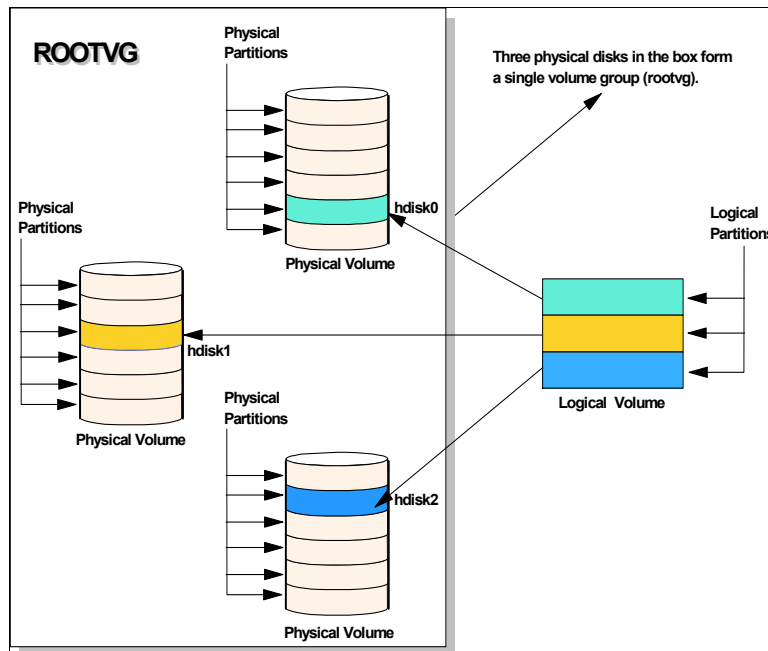 ROOTVG
Physical
Partitions
Three physical disks in the box form
a single volume group (rootvg).
hdisk0
Physical Volume
Physical
Partitions
Logical
Partitions
hdisk1
Physical Volume
Logical Volume
Physical
Partitions
hdisk2
Physical Volume